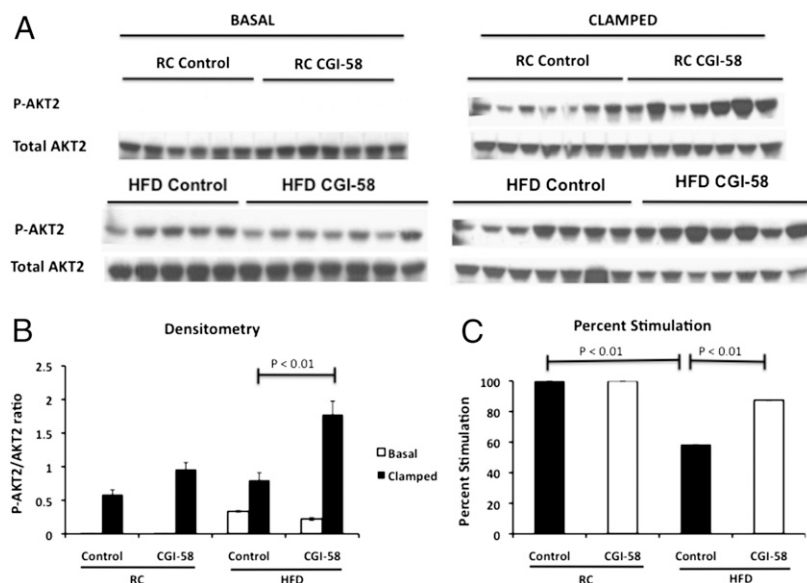 A
BASAL
CLAMPED
RC Control RC CGI-58
RC Control RC CGI-58
P-AKT2
Total AKT2
HFD Control HFD CGI-58
HFD Control HFD CGI-58
P-AKT2
Total AKT2
B
Densitometry
P < 0.01
P-AKT2/AKT2 ratio
2.5
2
1.5
1
0.5
0
Basal
Clamped
Control CGI-58 Control CGI-58
RC HFD
C
Percent Stimulation
P < 0.01 P < 0.01
Percent Stimulation
100
80
60
40
20
0
Control CGI-58 Control CGI-58
RC HFD